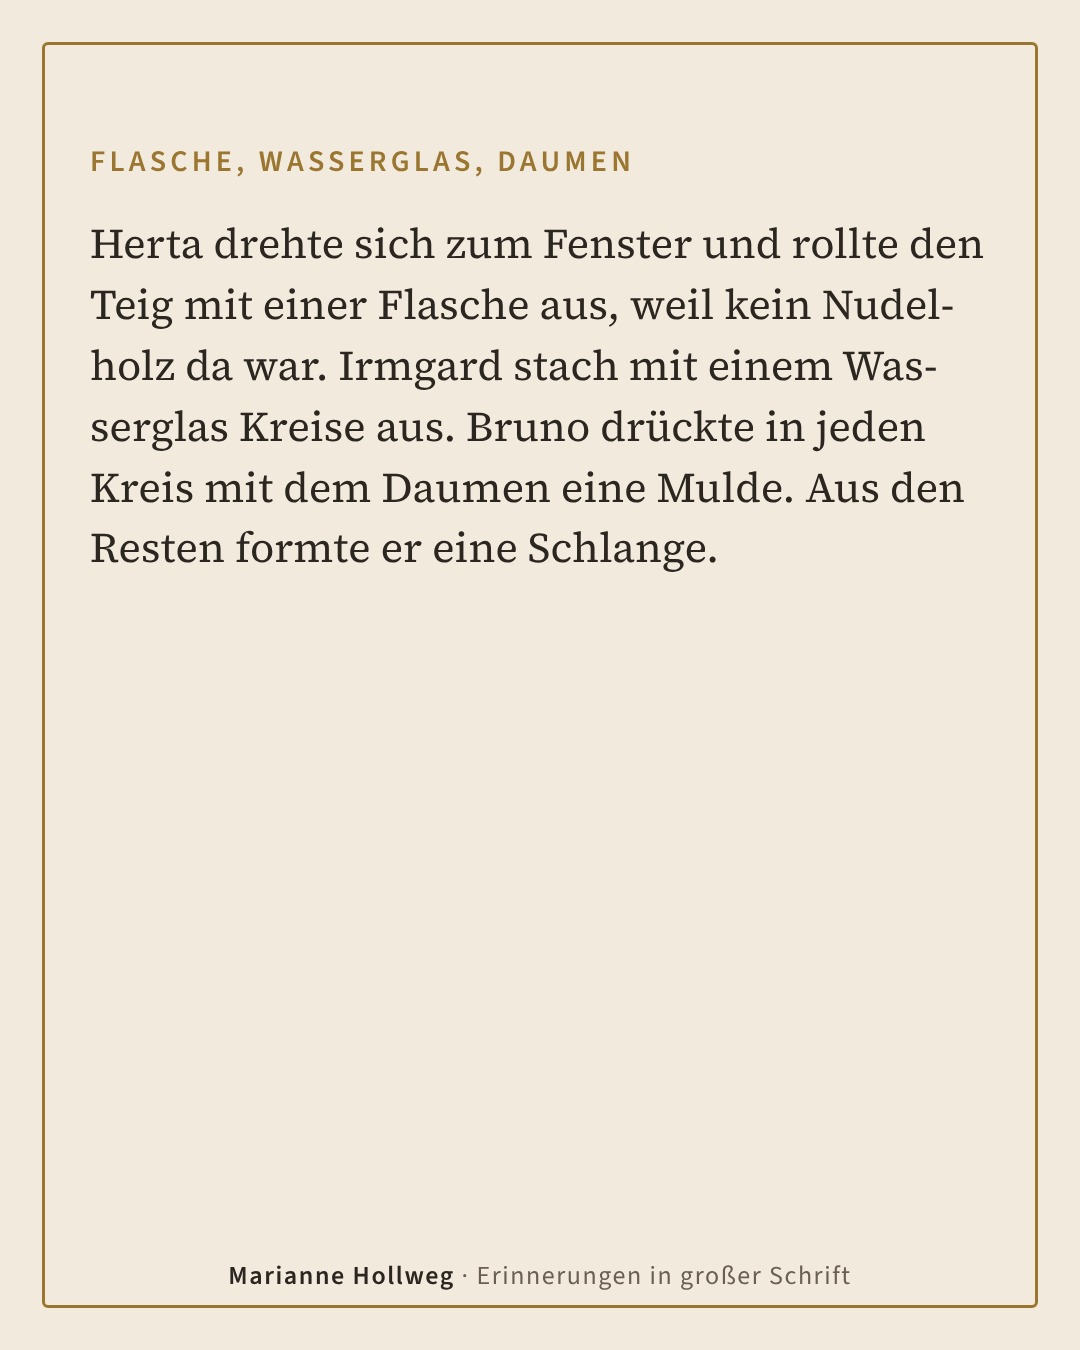 FLASCHE, WASSERGLAS, DAUMEN
Herta drehte sich zum Fenster und rollte den
Teig mit einer Flasche aus, weil kein Nudel-
holz da war. Irmgard stach mit einem Was-
serglas Kreise aus. Bruno drückte in jeden
Kreis mit dem Daumen eine Mulde. Aus den
Resten formte er eine Schlange.
Marianne Hollweg · Erinnerungen in großer Schrift